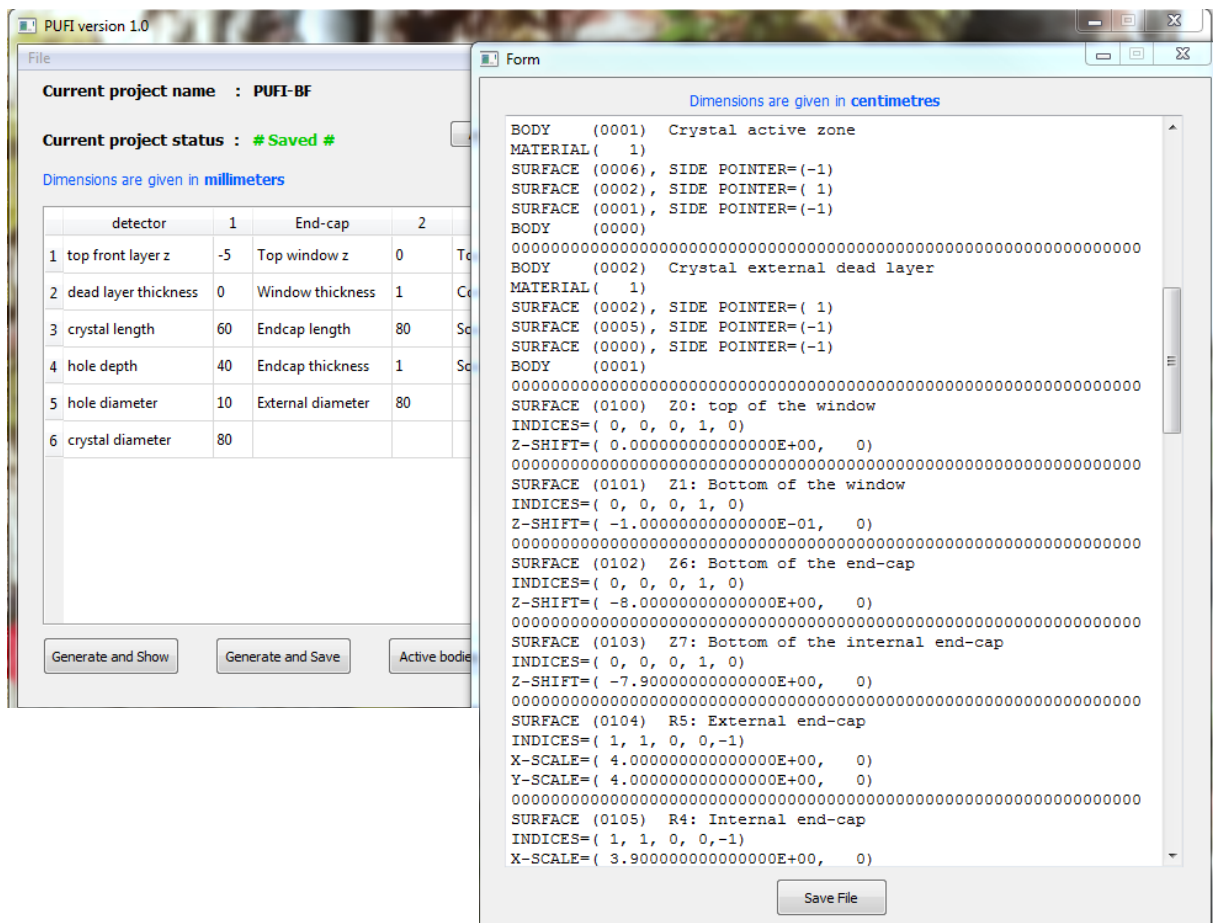 PUFI version 1.0
File
Current project name : PUFI-BF
Current project status : # Saved #
Dimensions are given in millimeters
detector 1 End-cap 2
1 top front layer z -5 Top window z 0
2 dead layer thickness 0 Window thickness 1
3 crystal length 60 Endcap length 80
4 hole depth 40 Endcap thickness 1
5 hole diameter 10 External diameter 80
6 crystal diameter 80
Generate and Show Generate and Save Active bodie
Form
Dimensions are given in centimetres
BODY    (0001)  Crystal active zone
MATERIAL(   1)
SURFACE (0006), SIDE POINTER=(-1)
SURFACE (0002), SIDE POINTER=( 1)
SURFACE (0001), SIDE POINTER=(-1)
BODY    (0000)
0000000000000000000000000000000000000000000000000000000000000000
BODY    (0002)  Crystal external dead layer
MATERIAL(   1)
SURFACE (0002), SIDE POINTER=( 1)
SURFACE (0005), SIDE POINTER=(-1)
SURFACE (0000), SIDE POINTER=(-1)
BODY    (0001)
0000000000000000000000000000000000000000000000000000000000000000
SURFACE (0100)  Z0: top of the window
INDICES=( 0, 0, 0, 1, 0)
Z-SHIFT=( 0.000000000000000E+00,   0)
0000000000000000000000000000000000000000000000000000000000000000
SURFACE (0101)  Z1: Bottom of the window
INDICES=( 0, 0, 0, 1, 0)
Z-SHIFT=( -1.00000000000000E-01,   0)
0000000000000000000000000000000000000000000000000000000000000000
SURFACE (0102)  Z6: Bottom of the end-cap
INDICES=( 0, 0, 0, 1, 0)
Z-SHIFT=( -8.00000000000000E+00,   0)
0000000000000000000000000000000000000000000000000000000000000000
SURFACE (0103)  Z7: Bottom of the internal end-cap
INDICES=( 0, 0, 0, 1, 0)
Z-SHIFT=( -7.90000000000000E+00,   0)
0000000000000000000000000000000000000000000000000000000000000000
SURFACE (0104)  R5: External end-cap
INDICES=( 1, 1, 0, 0,-1)
X-SCALE=( 4.000000000000000E+00,   0)
Y-SCALE=( 4.000000000000000E+00,   0)
0000000000000000000000000000000000000000000000000000000000000000
SURFACE (0105)  R4: Internal end-cap
INDICES=( 1, 1, 0, 0,-1)
X-SCALE=( 3.900000000000000E+00,   0)
Save File